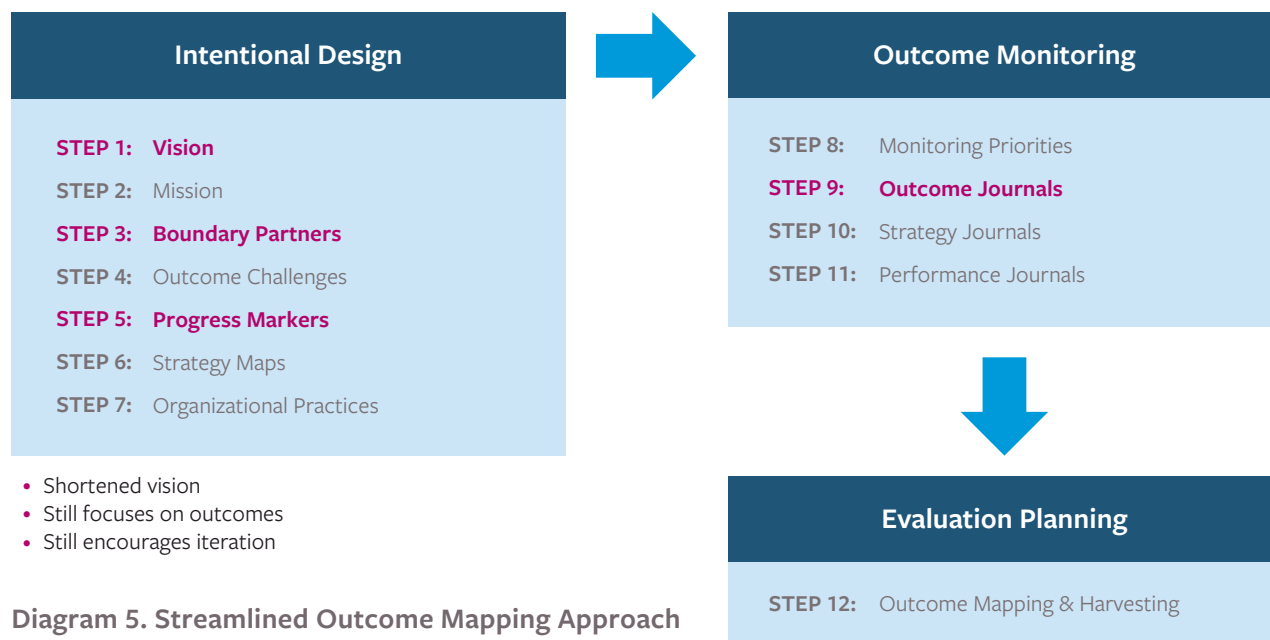 Intentional Design
STEP 1: Vision
STEP 2: Mission
STEP 3: Boundary Partners
STEP 4: Outcome Challenges
STEP 5: Progress Markers
STEP 6: Strategy Maps
STEP 7: Organizational Practices
• Shortened vision
• Still focuses on outcomes
• Still encourages iteration
Outcome Monitoring
STEP 8: Monitoring Priorities
STEP 9: Outcome Journals
STEP 10: Strategy Journals
STEP 11: Performance Journals
Evaluation Planning
STEP 12: Outcome Mapping & Harvesting
Diagram 5. Streamlined Outcome Mapping Approach